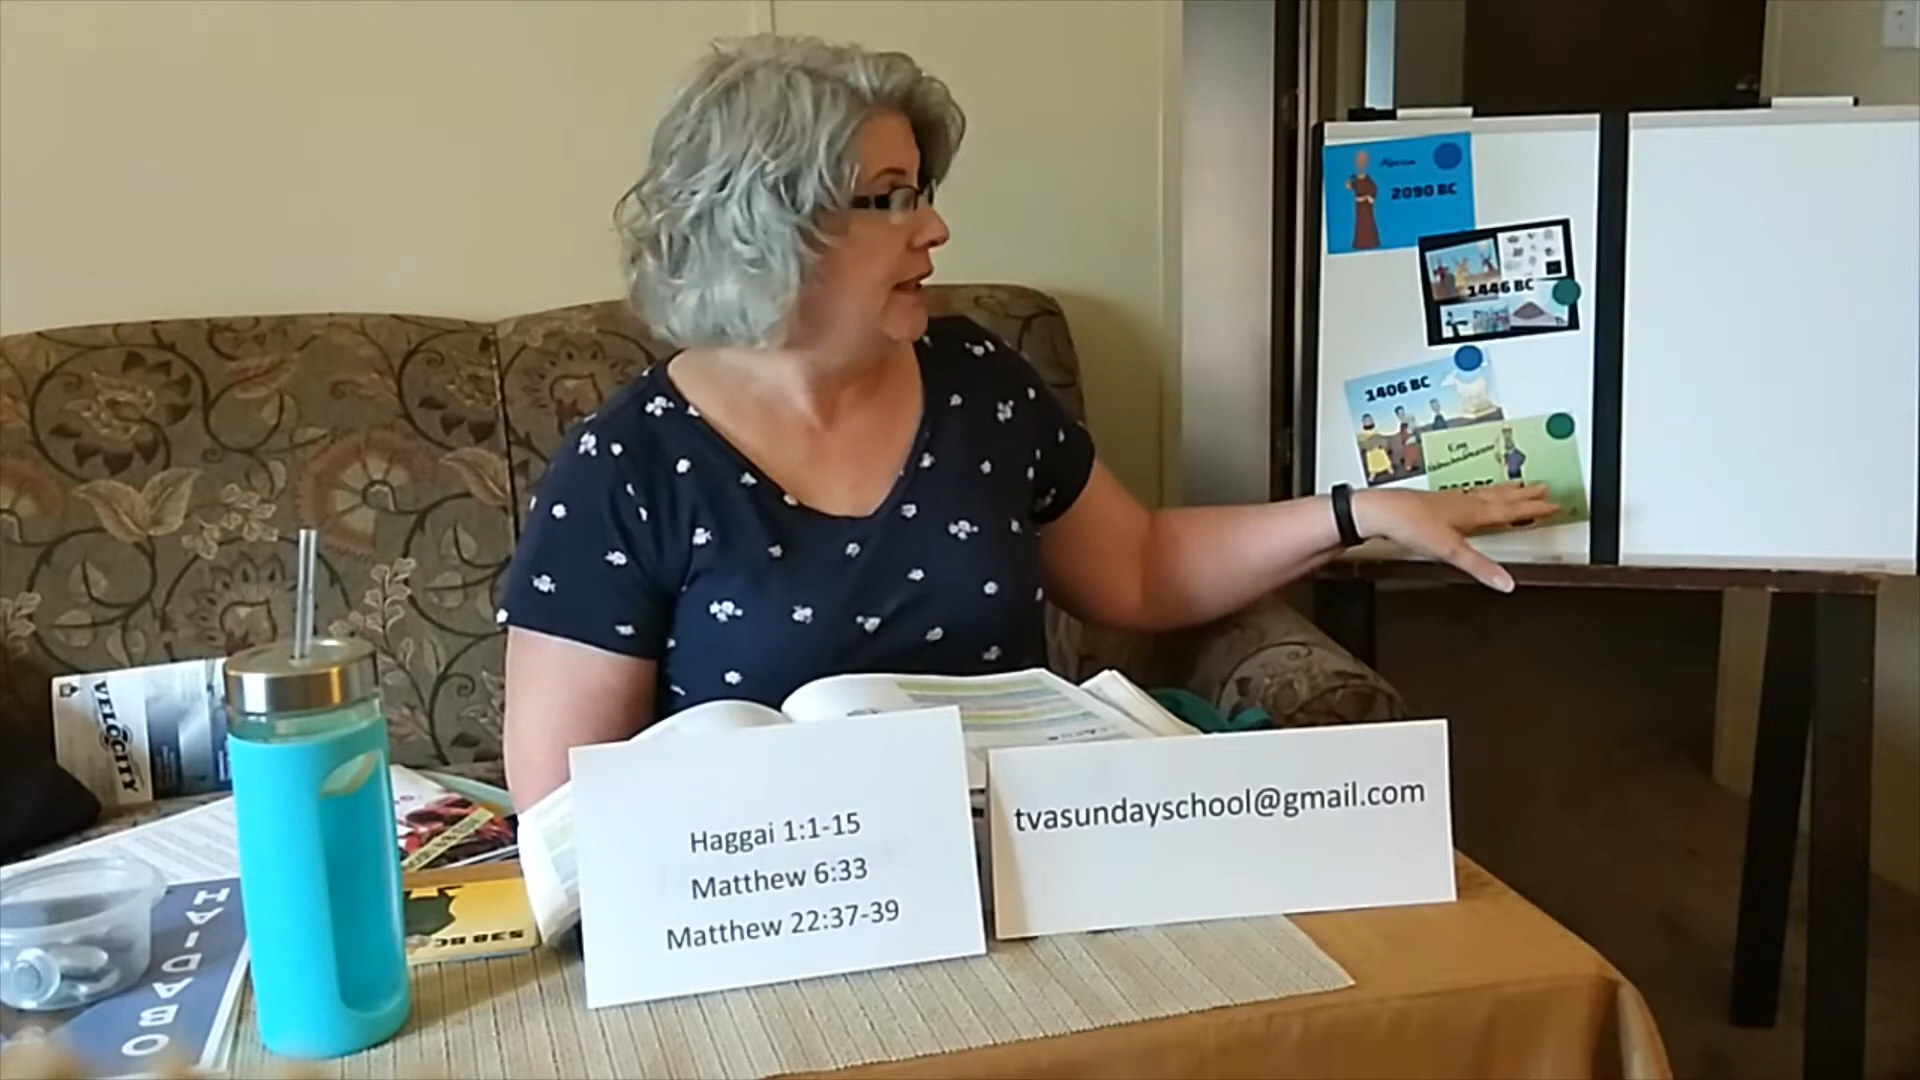 2090 BC
1446 BC
1406 BC
King
VELOCITY
Haggai 1:1-15
Matthew 6:33
Matthew 22:37-39
tvasundayschool@gmail.com
538 BC
OBADIAH